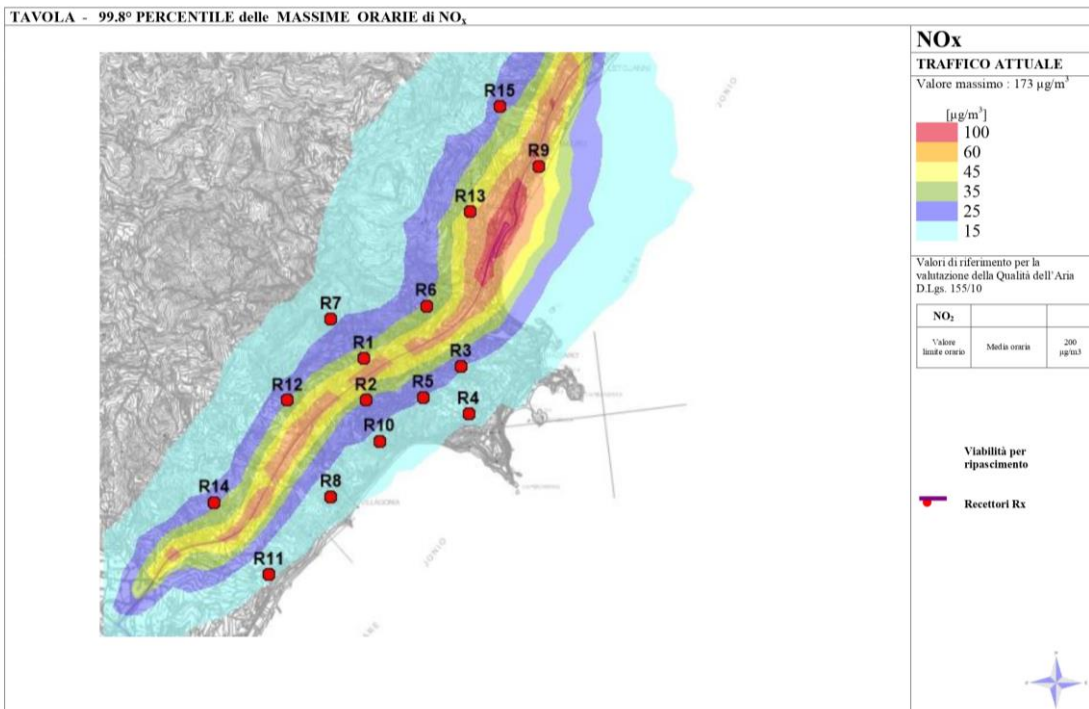 TAVOLA - 99.8° PERCENTILE delle MASSIME ORARIE di NOx
NOx
TRAFFICO ATTUALE
Valore massimo : 173 µg/m³
[µg/m³]
100
60
45
35
25
15
Valori di riferimento per la
valutazione della Qualità dell'Aria
D.Lgs. 155/10
NO₂
Valore
limite orario
Media oraria
200
µg/m3
Viabilità per
ripascimento
Recettori Rx
R15
R9
R13
R6
R7
R1
R3
R12
R2
R5
R4
R10
R14
R8
R11
JONIO
JONIO
MARE